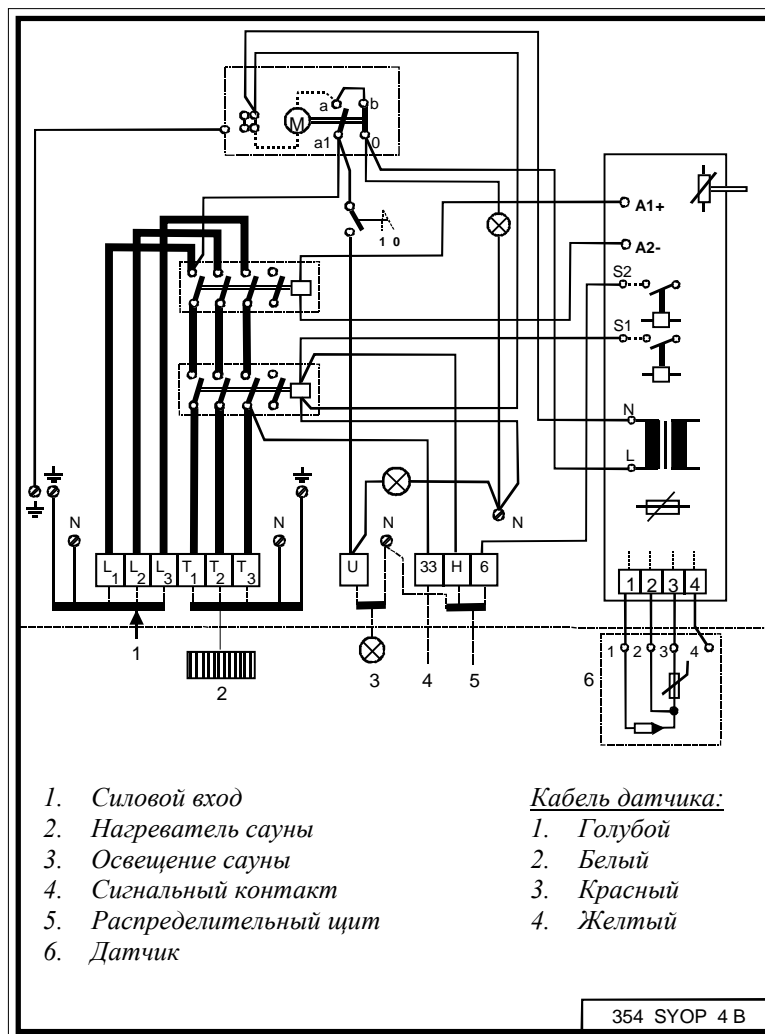 a b
M
a1 0
A1+
1 0
A2-
S2
S1
N
L
N N N N
L1 L2 L3 T1 T2 T3 U 33 H 6
1 2 3 4
1 2 3 4 5 6
1 2 3 4
1. Силовой вход
2. Нагреватель сауны
3. Освещение сауны
4. Сигнальный контакт
5. Распределительный щит
6. Датчик
Кабель датчика:
1. Голубой
2. Белый
3. Красный
4. Желтый
354 SYOP 4 B